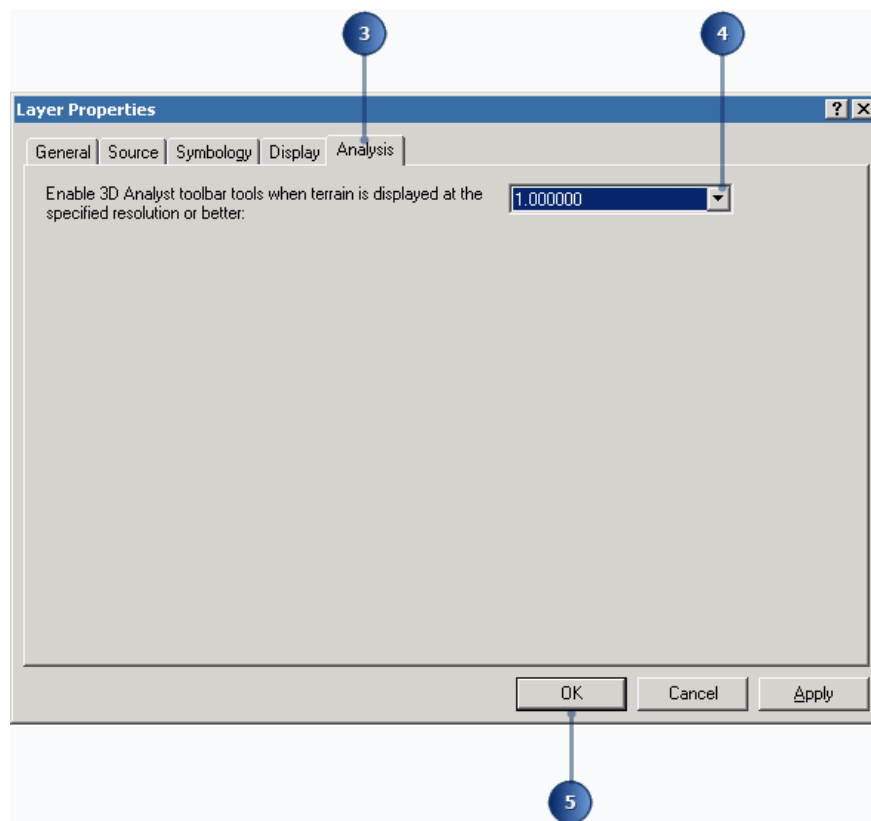 3 4
Layer Properties ? X
General Source Symbology Display Analysis
Enable 3D Analyst toolbar tools when terrain is displayed at the
specified resolution or better:
1.000000
OK Cancel Apply
5